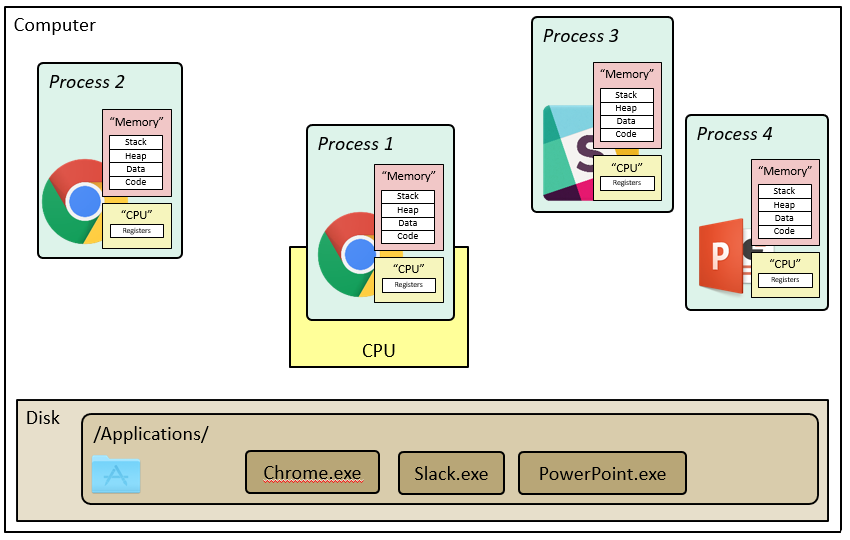 Computer
Process 2
“Memory”
Stack
Heap
Data
Code
“CPU”
Registers
Process 1
“Memory”
Stack
Heap
Data
Code
“CPU”
Registers
CPU
Process 3
“Memory”
Stack
Heap
Data
Code
S
“CPU”
Registers
Process 4
“Memory”
Stack
Heap
Data
Code
P
“CPU”
Registers
Disk
/Applications/
Chrome.exe
Slack.exe
PowerPoint.exe